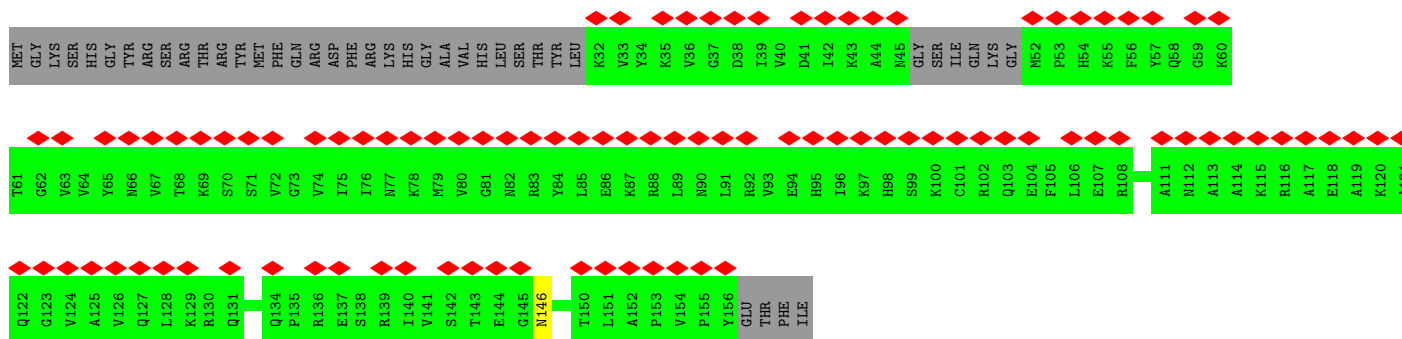 MET GLY LYS SER HIS GLY TYR ARG SER ARG THR ARG TYR MET PHE GLN ARG ASP PHE ARG LYS HIS GLY ALA VAL HIS LEU SER THR TYR LEU K32 V33 Y34 K35 V36 G37 D38 I39 V40 D41 I42 K43 A44 N45 GLY SER ILE GLN LYS GLY M52 P53 H54 K55 F56 Y57 Q58 G59 K60
T61 G62 V63 V64 Y65 N66 V67 T68 K69 S70 S71 V72 G73 V74 I75 I76 N77 K78 M79 V80 G81 N82 R83 Y84 L85 E86 K87 R88 L89 N90 L91 R92 V93 E94 H95 I96 K97 H98 S99 K100 C101 R102 Q103 E104 F105 L106 E107 R108 A111 N112 A113 A114 K115 R116 A117 E118 A119 K120
Q122 G123 V124 A125 V126 Q127 L128 K129 R130 Q131 Q134 P135 R136 E137 S138 R139 I140 V141 S142 T143 E144 G145 N146 T150 L151 A152 P153 V154 P155 Y156 GLU THR PHE ILE